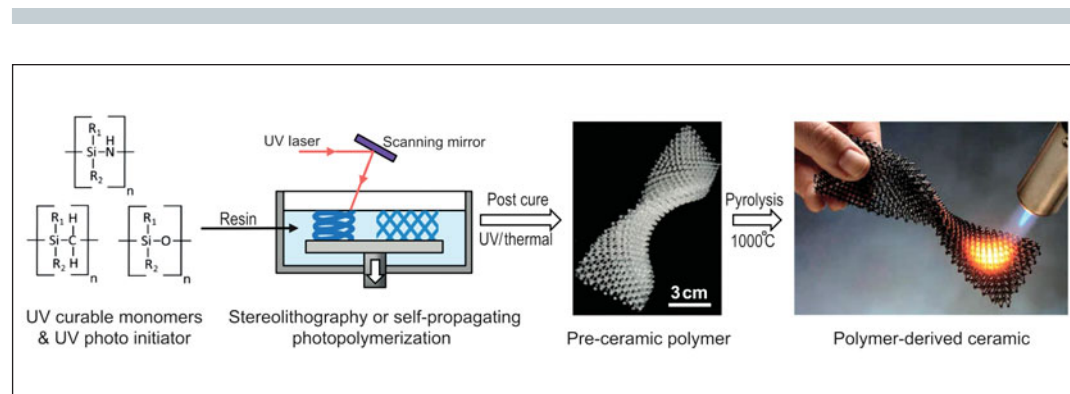 R1
H
Si
N
R2
n
R1
H
Si
C
R2
H
n
R1
Si
O
R2
n
Resin
UV laser
Scanning mirror
Post cure
UV/thermal
3 cm
Pyrolysis
1000°C
UV curable monomers
& UV photo initiator
Stereolithography or self-propagating
photopolymerization
Pre-ceramic polymer
Polymer-derived ceramic